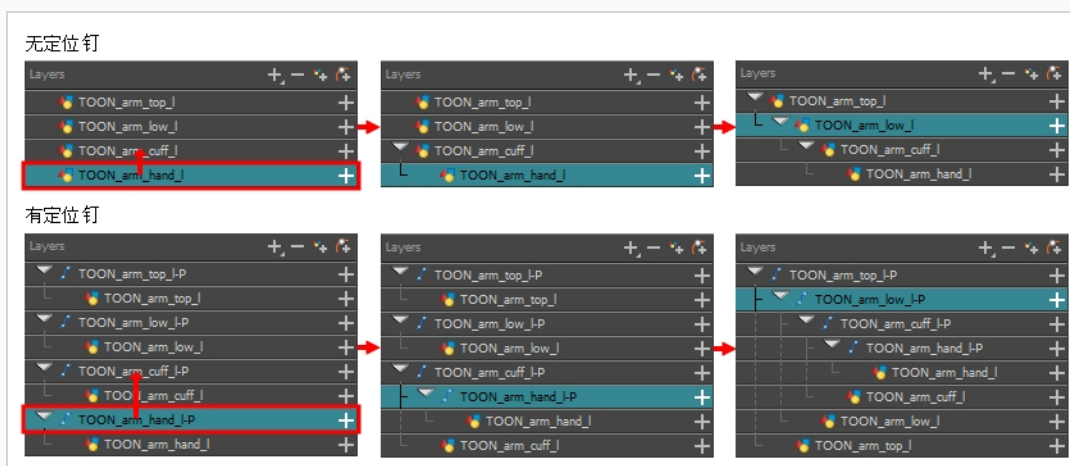 无定位钉
Layers
TOON_arm_top_l
TOON_arm_low_l
TOON_arm_cuff_l
TOON_arm_hand_l
Layers
TOON_arm_top_l
TOON_arm_low_l
TOON_arm_cuff_l
TOON_arm_hand_l
Layers
TOON_arm_top_l
TOON_arm_low_l
TOON_arm_cuff_l
TOON_arm_hand_l
有定位钉
Layers
TOON_arm_top_l-P
TOON_arm_top_l
TOON_arm_low_l-P
TOON_arm_low_l
TOON_arm_cuff_l-P
TOON_arm_cuff_l
TOON_arm_hand_l-P
TOON_arm_hand_l
Layers
TOON_arm_top_l-P
TOON_arm_top_l
TOON_arm_low_l-P
TOON_arm_low_l
TOON_arm_cuff_l-P
TOON_arm_hand_l-P
TOON_arm_hand_l
TOON_arm_cuff_l
Layers
TOON_arm_top_l-P
TOON_arm_low_l-P
TOON_arm_cuff_l-P
TOON_arm_hand_l-P
TOON_arm_hand_l
TOON_arm_cuff_l
TOON_arm_low_l
TOON_arm_top_l